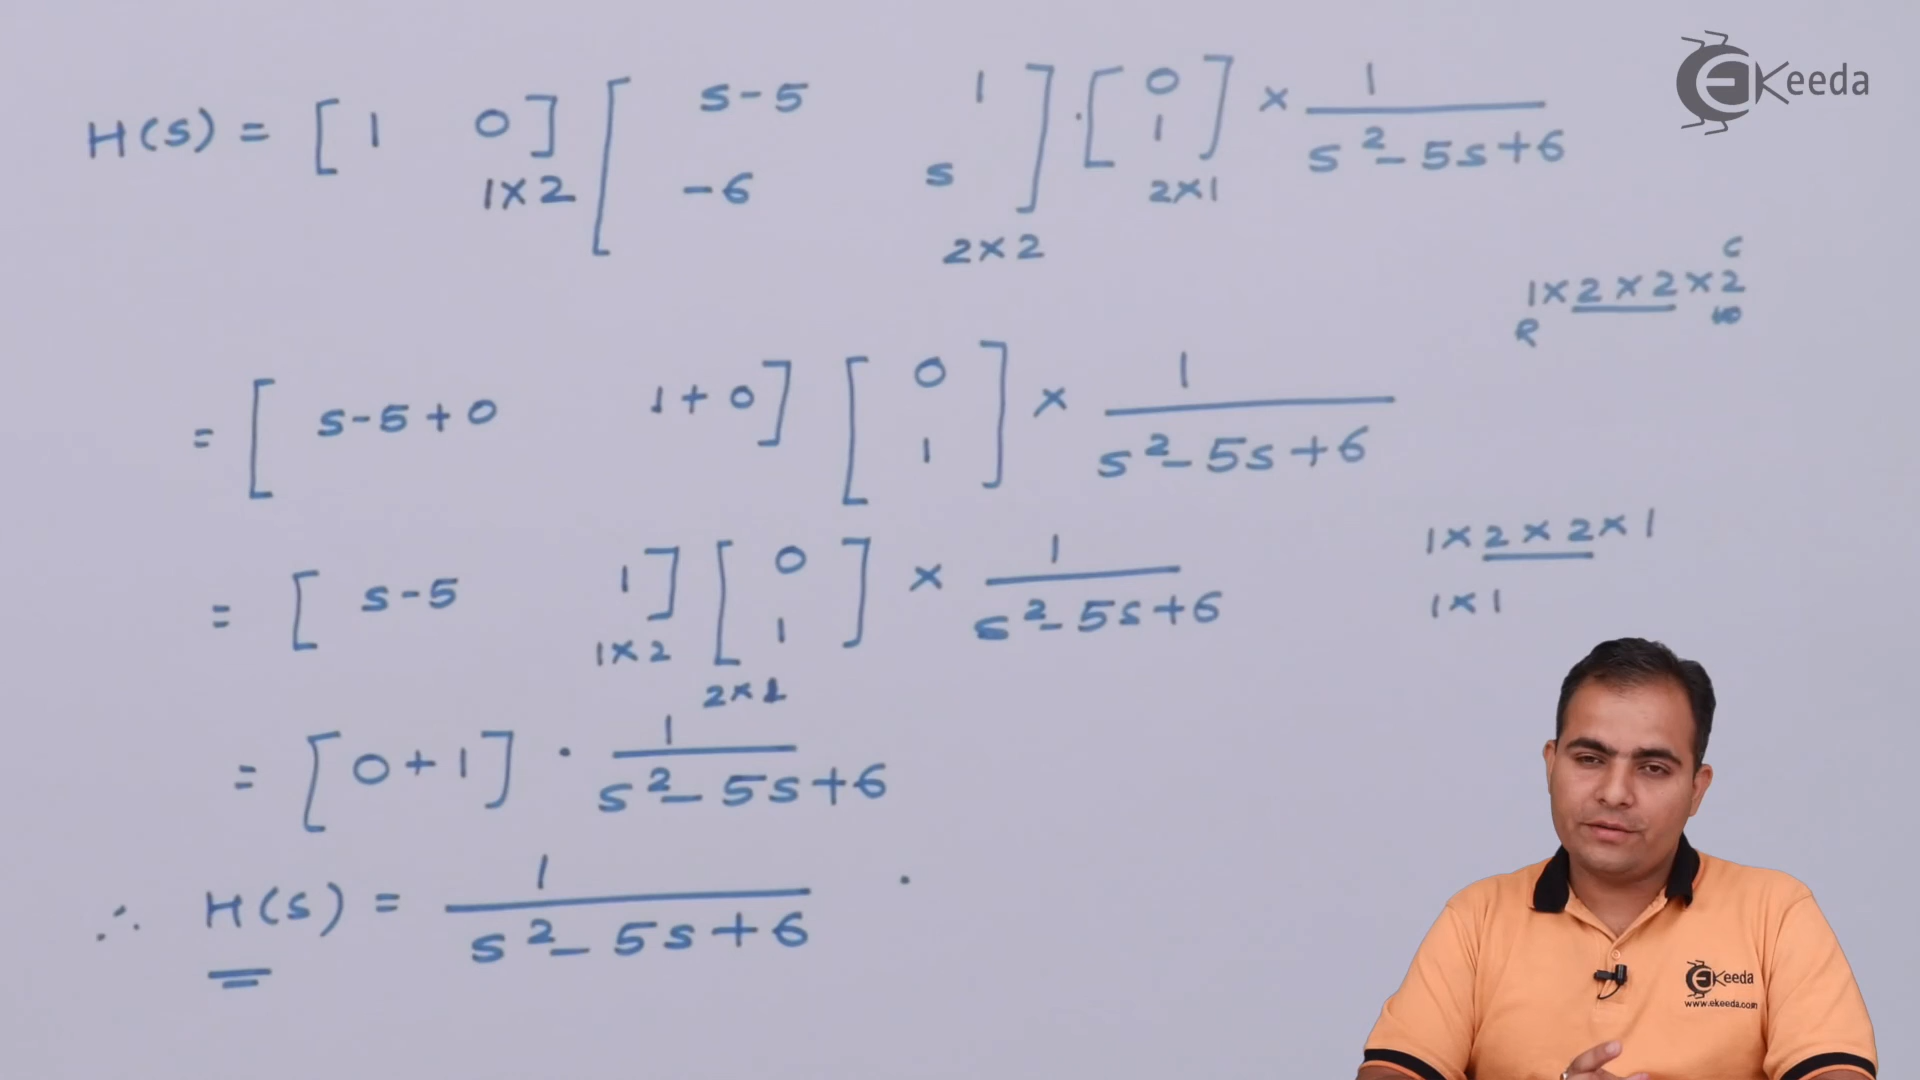 EKeeda
H(s) = [ 1 0 ] [ s-5 1 ] . [ 0 ] × 1
1×2 -6 s 1 s²-5s+6
2×2 2×1
C
1×2×2×2
R
= [ s-5+0 1+0 ] [ 0 1 ] × 1
s²-5s+6
= [ s-5 1 ] [ 0 1 ] × 1
1×2 s²-5s+6
2×1
1×2×2×1
1×1
= [ 0+1 ] . 1
s²-5s+6
∴ H(s) = 1 .
s²-5s+6
EKeeda
www.ekeeda.com